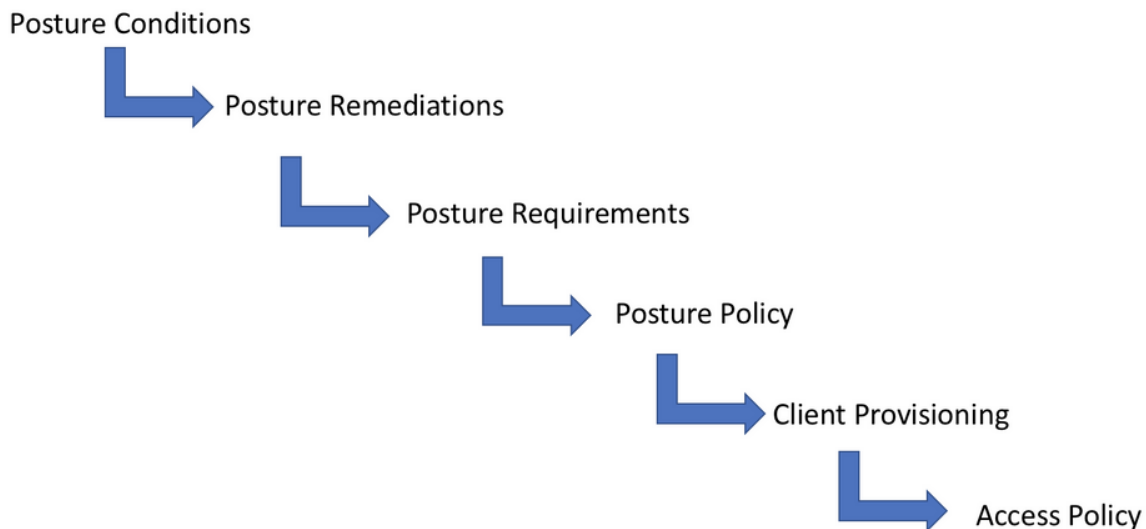 Posture Conditions
Posture Remediations
Posture Requirements
Posture Policy
Client Provisioning
Access Policy